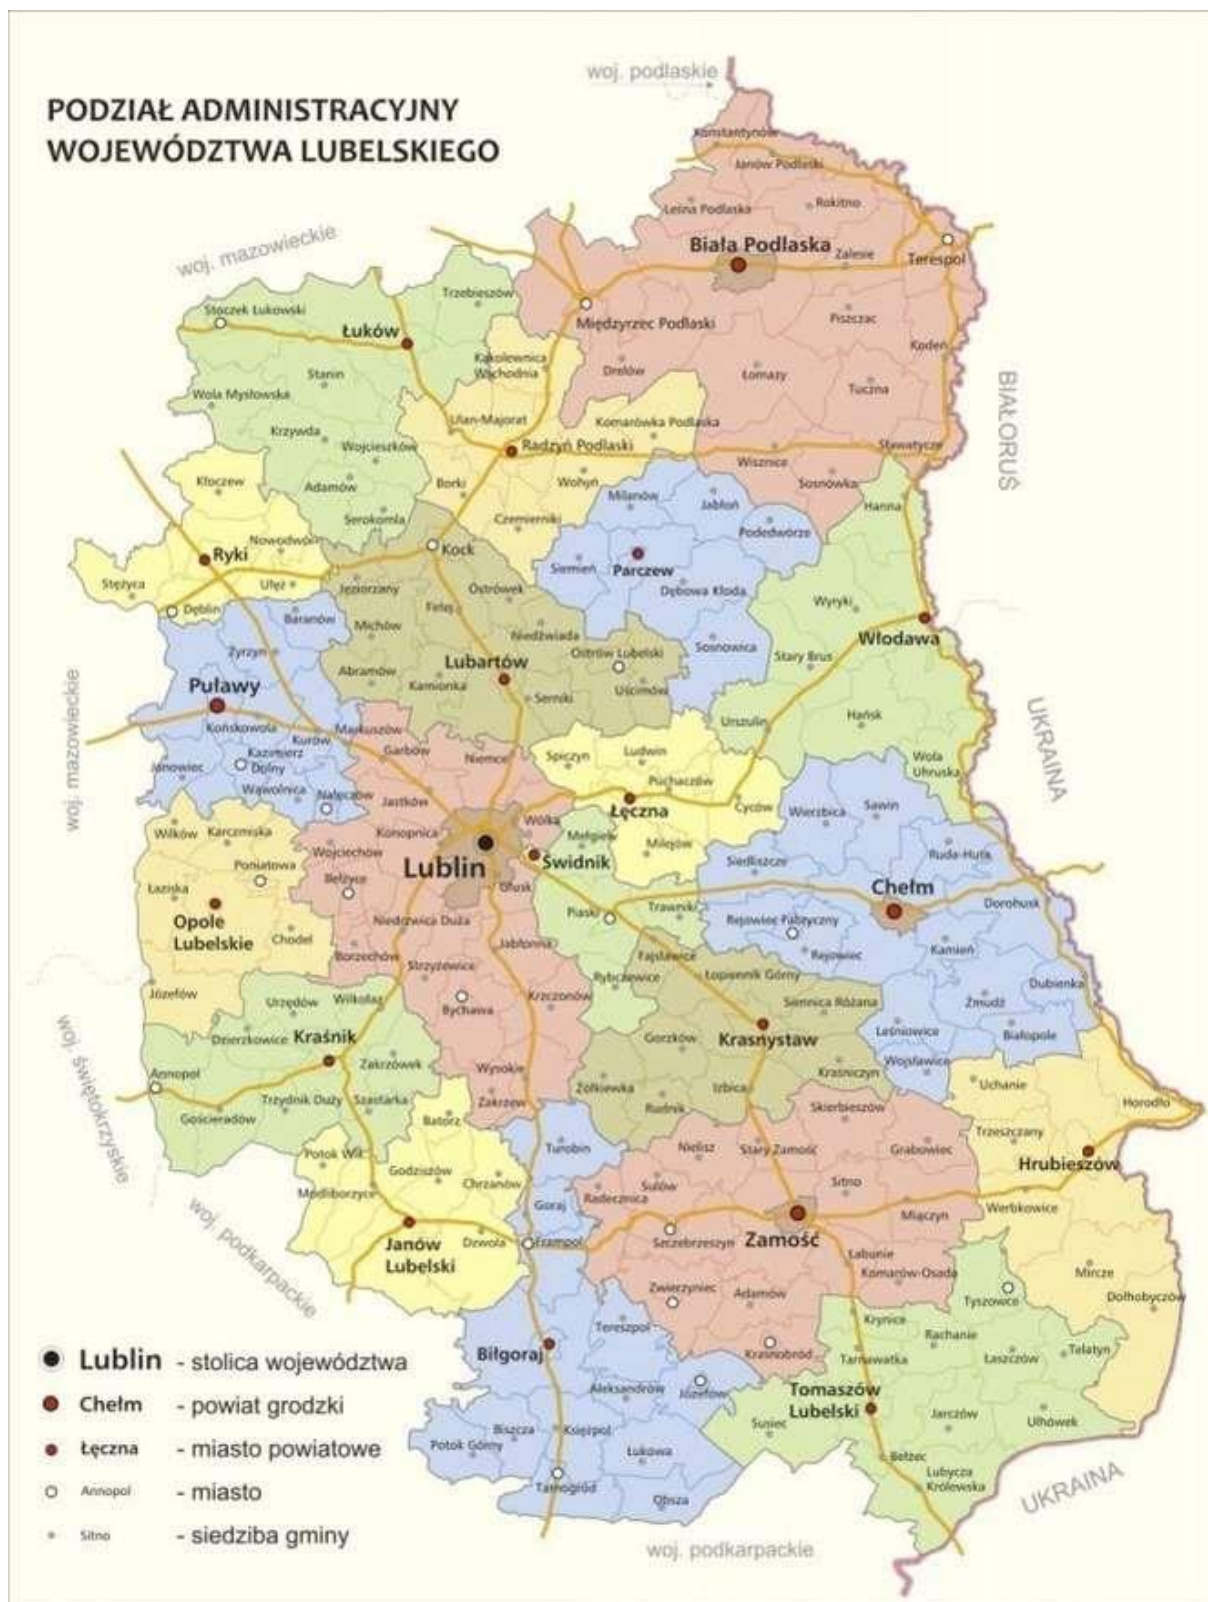 woj. podlaskie
PODZIAŁ ADMINISTRACYJNY
WOJEWÓDZTWA LUBELSKIEGO
Konstantynów
Janów Podlaski
Leśna Podlaska
Rokitno
woj. mazowieckie
Biała Podlaska
Zalesie
Terespol
Trzebieszów
Stoczek Łukowski
Międzyrzec Podlaski
Piszczac
Łuków
Kodeń
Kąkolewnica
Wschodnia
Drelów
Łomazy
Tuczna
Stanin
Wola Mysłowska
BIAŁORUŚ
Ulan-Majorat
Komarówka Podlaska
Krzywda
Wojcieszków
Radzyń Podlaski
Sławatycze
Wisznice
Sosnówka
Kłoczew
Adamów
Borki
Wohyń
Milanów
Jabłoń
Hanna
Serokomla
Czemierniki
Podedwórze
Nowodwór
Ryki
Kock
Siemień
Parczew
Stężyca
Ułęż
Jeziorzany
Ostrówek
Dębowa Kłoda
Dęblin
Baranów
Firlej
Wyryki
Michów
Niedźwiada
Włodawa
Żyrzyn
Ostrów Lubelski
Sosnowica
Stary Brus
Lubartów
Abramów
Kamionka
Uścimów
Puławy
Serniki
woj. mazowieckie
Końskowola
Markuszów
Urszulin
Hańsk
UKRAINA
Kurów
Garbów
Kazimierz
Dolny
Niemce
Spiczyn
Ludwin
Wola
Uhruska
Janowiec
Puchaczów
Wąwolnica
Nałęczów
Jastków
Łęczna
Cyców
Wierzbica
Sawin
Wilków
Karczmiska
Konopnica
Wólka
Mełgiew
Milejów
Wojciechów
Ruda-Huta
Poniatowa
Lublin
Świdnik
Siedliszcze
Bełżyce
Chełm
Łaziska
Głusk
Dorohusk
Opole
Lubelskie
Niedrzwica Duża
Piaski
Trawniki
Rejowiec Fabryczny
Chodel
Jabłonna
Kamień
Borzechów
Fajsławice
Rejowiec
Strzyżewice
Rybczewice
Łopiennik Górny
Dubienka
Józefów
Urzędów
Wilkołaz
Bychawa
Krzczonów
Siennica Różana
Żmudź
woj. świętokrzyskie
Dzierzkowice
Kraśnik
Gorzków
Krasnystaw
Leśniowice
Białopole
Zakrzówek
Wojsławice
Annopol
Wysokie
Żółkiewka
Izbica
Kraśniczyn
Uchanie
Gościeradów
Trzydnik Duży
Szastarka
Zakrzew
Rudnik
Skierbieszów
Horodło
Batorz
Trzeszczany
Turobin
Nielisz
Stary Zamość
Grabowiec
Potok Wlk.
Godziszów
Hrubieszów
Chrzanów
Radecznica
Sułów
Sitno
Modliborzyce
Goraj
Werbkowice
woj. podkarpackie
Miączyn
Janów
Lubelski
Dzwola
Frampol
Szczebrzeszyn
Zamość
Łabunie
Komarów-Osada
Mircze
Zwierzyniec
Adamów
Tyszowce
Dołhobyczów
Krynice
Tereszpol
Rachanie
Biłgoraj
Krasnobród
Tarnawatka
Łaszczów
Telatyn
Lublin - stolica województwa
Aleksandrów
Józefów
Tomaszów
Lubelski
Chełm - powiat grodzki
Susiec
Jarczów
Ulhówek
Biszcza
Księżpol
Potok Górny
Łukowa
Łęczna - miasto powiatowe
Bełżec
Lubycza
Królewska
Annopol - miasto
Tarnogród
Obsza
UKRAINA
Sitno - siedziba gminy
woj. podkarpackie